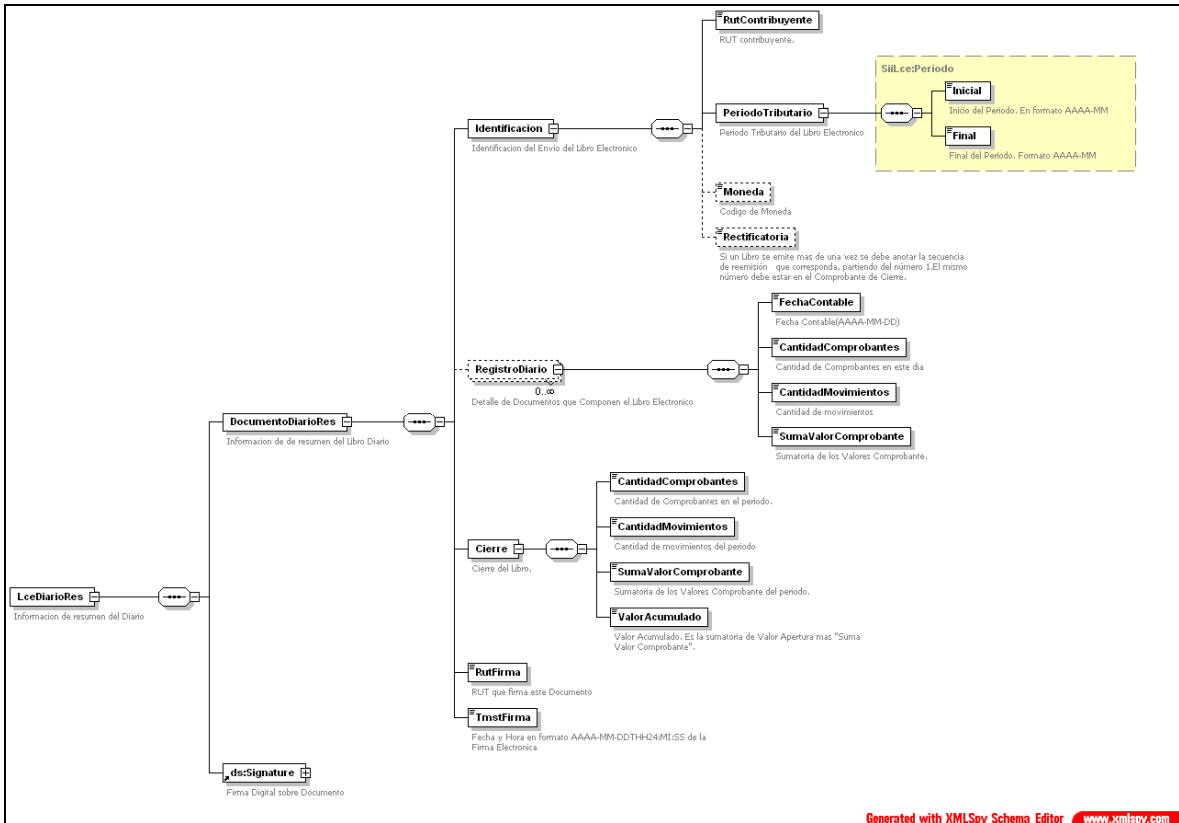 RutContribuyente
RUT contribuyente.
SiiLce:Periodo
Inicial
Inicio del Periodo. En formato AAAA-MM
PeriodoTributario
Periodo Tributario del Libro Electronico
Final
Final del Periodo. Formato AAAA-MM
Identificacion
Identificacion del Envio del Libro Electronico
Moneda
Codigo de Moneda
Rectificatoria
Si un Libro se emite mas de una vez se debe anotar la secuencia
de reemisión que corresponda, partiendo del número 1.El mismo
número debe estar en el Comprobante de Cierre.
FechaContable
Fecha Contable(AAAA-MM-DD)
CantidadComprobantes
Cantidad de Comprobantes en este dia
RegistroDiario
0..∞
Detalle de Documentos que Componen el Libro Electronico
CantidadMovimientos
Cantidad de movimientos
SumaValorComprobante
Sumatoria de los Valores Comprobante.
DocumentoDiarioRes
Informacion de de resumen del Libro Diario
CantidadComprobantes
Cantidad de Comprobantes en el periodo.
CantidadMovimientos
Cantidad de movimientos del periodo
Cierre
Cierre del Libro.
SumaValorComprobante
Sumatoria de los Valores Comprobante del periodo.
ValorAcumulado
Valor Acumulado. Es la sumatoria de Valor Apertura mas "Suma
Valor Comprobante".
LceDiarioRes
Informacion de resumen del Diario
RutFirma
RUT que firma este Documento
TmstFirma
Fecha y Hora en formato AAAA-MM-DDTHH24:MI:SS de la
Firma Electronica
ds:Signature
Firma Digital sobre Documento
Generated with XMLSpy Schema Editor www.xmlspy.com